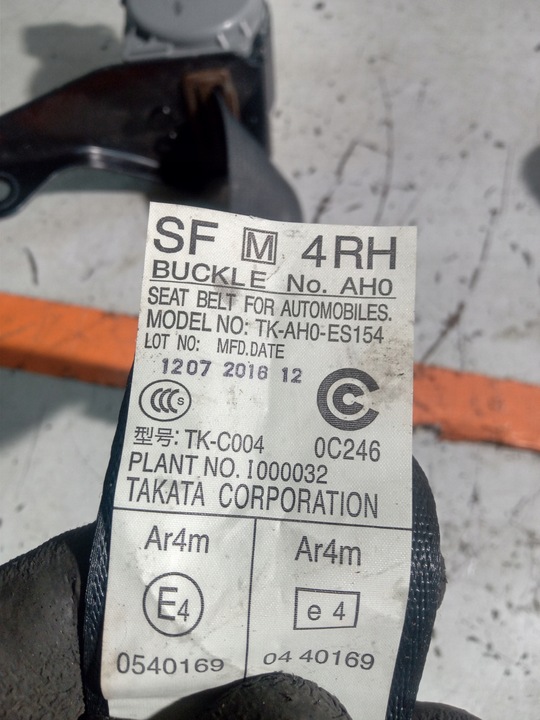 SF M 4RH
BUCKLE No. AH0
SEAT BELT FOR AUTOMOBILES.
MODEL NO: TK-AH0-ES154
LOT NO: MFD.DATE
1207 2016 12
CCC S
C
型号: TK-C004 0C246
PLANT NO. I000032
TAKATA CORPORATION
Ar4m Ar4m
E4 e 4
0540169 04 40169